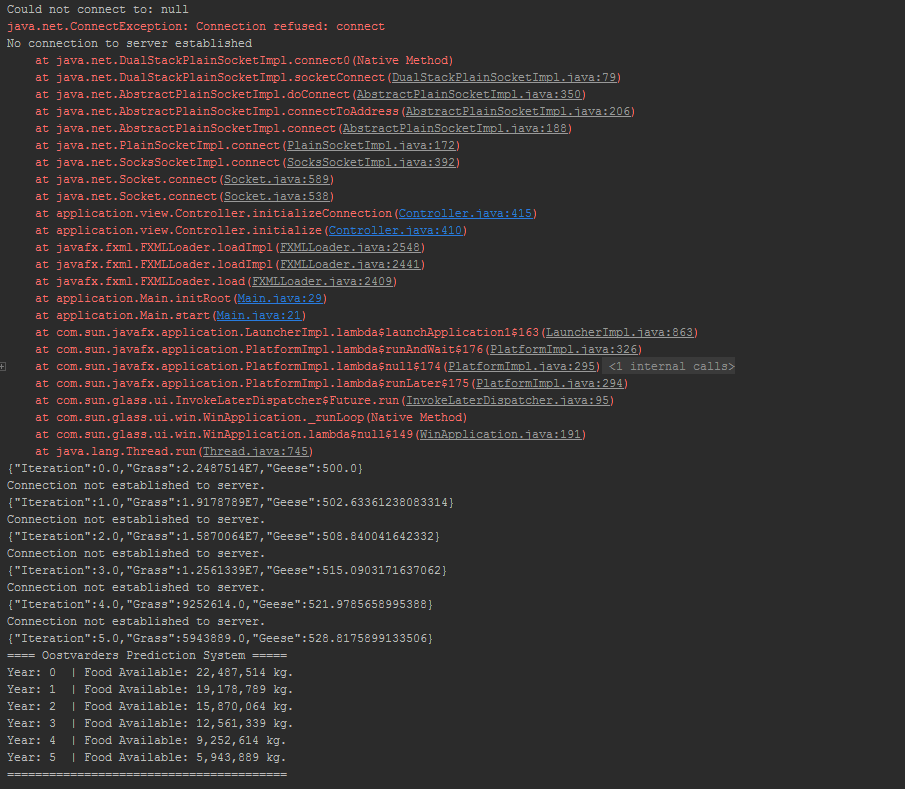 Could not connect to: null
java.net.ConnectException: Connection refused: connect
No connection to server established
at java.net.DualStackPlainSocketImpl.connect0(Native Method)
at java.net.DualStackPlainSocketImpl.socketConnect(DualStackPlainSocketImpl.java:79)
at java.net.AbstractPlainSocketImpl.doConnect(AbstractPlainSocketImpl.java:350)
at java.net.AbstractPlainSocketImpl.connectToAddress(AbstractPlainSocketImpl.java:206)
at java.net.AbstractPlainSocketImpl.connect(AbstractPlainSocketImpl.java:188)
at java.net.PlainSocketImpl.connect(PlainSocketImpl.java:172)
at java.net.SocksSocketImpl.connect(SocksSocketImpl.java:392)
at java.net.Socket.connect(Socket.java:589)
at java.net.Socket.connect(Socket.java:538)
at application.view.Controller.initializeConnection(Controller.java:415)
at application.view.Controller.initialize(Controller.java:410)
at javafx.fxml.FXMLLoader.loadImpl(FXMLLoader.java:2548)
at javafx.fxml.FXMLLoader.loadImpl(FXMLLoader.java:2441)
at javafx.fxml.FXMLLoader.load(FXMLLoader.java:2409)
at application.Main.initRoot(Main.java:29)
at application.Main.start(Main.java:21)
at com.sun.javafx.application.LauncherImpl.lambda$launchApplication1$163(LauncherImpl.java:863)
at com.sun.javafx.application.PlatformImpl.lambda$runAndWait$176(PlatformImpl.java:326)
at com.sun.javafx.application.PlatformImpl.lambda$null$174(PlatformImpl.java:295) <1 internal calls>
at com.sun.javafx.application.PlatformImpl.lambda$runLater$175(PlatformImpl.java:294)
at com.sun.glass.ui.InvokeLaterDispatcher$Future.run(InvokeLaterDispatcher.java:95)
at com.sun.glass.ui.win.WinApplication._runLoop(Native Method)
at com.sun.glass.ui.win.WinApplication.lambda$null$149(WinApplication.java:191)
at java.lang.Thread.run(Thread.java:745)
{"Iteration":0.0,"Grass":2.2487514E7,"Geese":500.0}
Connection not established to server.
{"Iteration":1.0,"Grass":1.9178789E7,"Geese":502.63361238083314}
Connection not established to server.
{"Iteration":2.0,"Grass":1.5870064E7,"Geese":508.840041642332}
Connection not established to server.
{"Iteration":3.0,"Grass":1.2561339E7,"Geese":515.0903171637062}
Connection not established to server.
{"Iteration":4.0,"Grass":9252614.0,"Geese":521.9785658995388}
Connection not established to server.
{"Iteration":5.0,"Grass":5943889.0,"Geese":528.8175899133506}
==== Oostvarders Prediction System =====
Year: 0 | Food Available: 22,487,514 kg.
Year: 1 | Food Available: 19,178,789 kg.
Year: 2 | Food Available: 15,870,064 kg.
Year: 3 | Food Available: 12,561,339 kg.
Year: 4 | Food Available: 9,252,614 kg.
Year: 5 | Food Available: 5,943,889 kg.
========================================